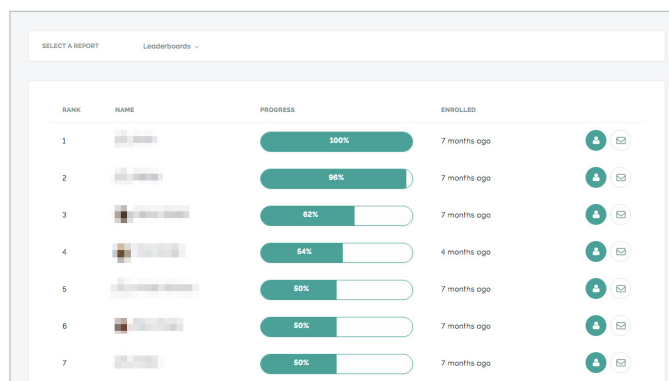 SELECT A REPORT Leaderboards
RANK NAME PROGRESS ENROLLED
1 100% 7 months ago
2 96% 7 months ago
3 62% 7 months ago
4 54% 4 months ago
5 50% 7 months ago
6 50% 7 months ago
7 50% 7 months ago